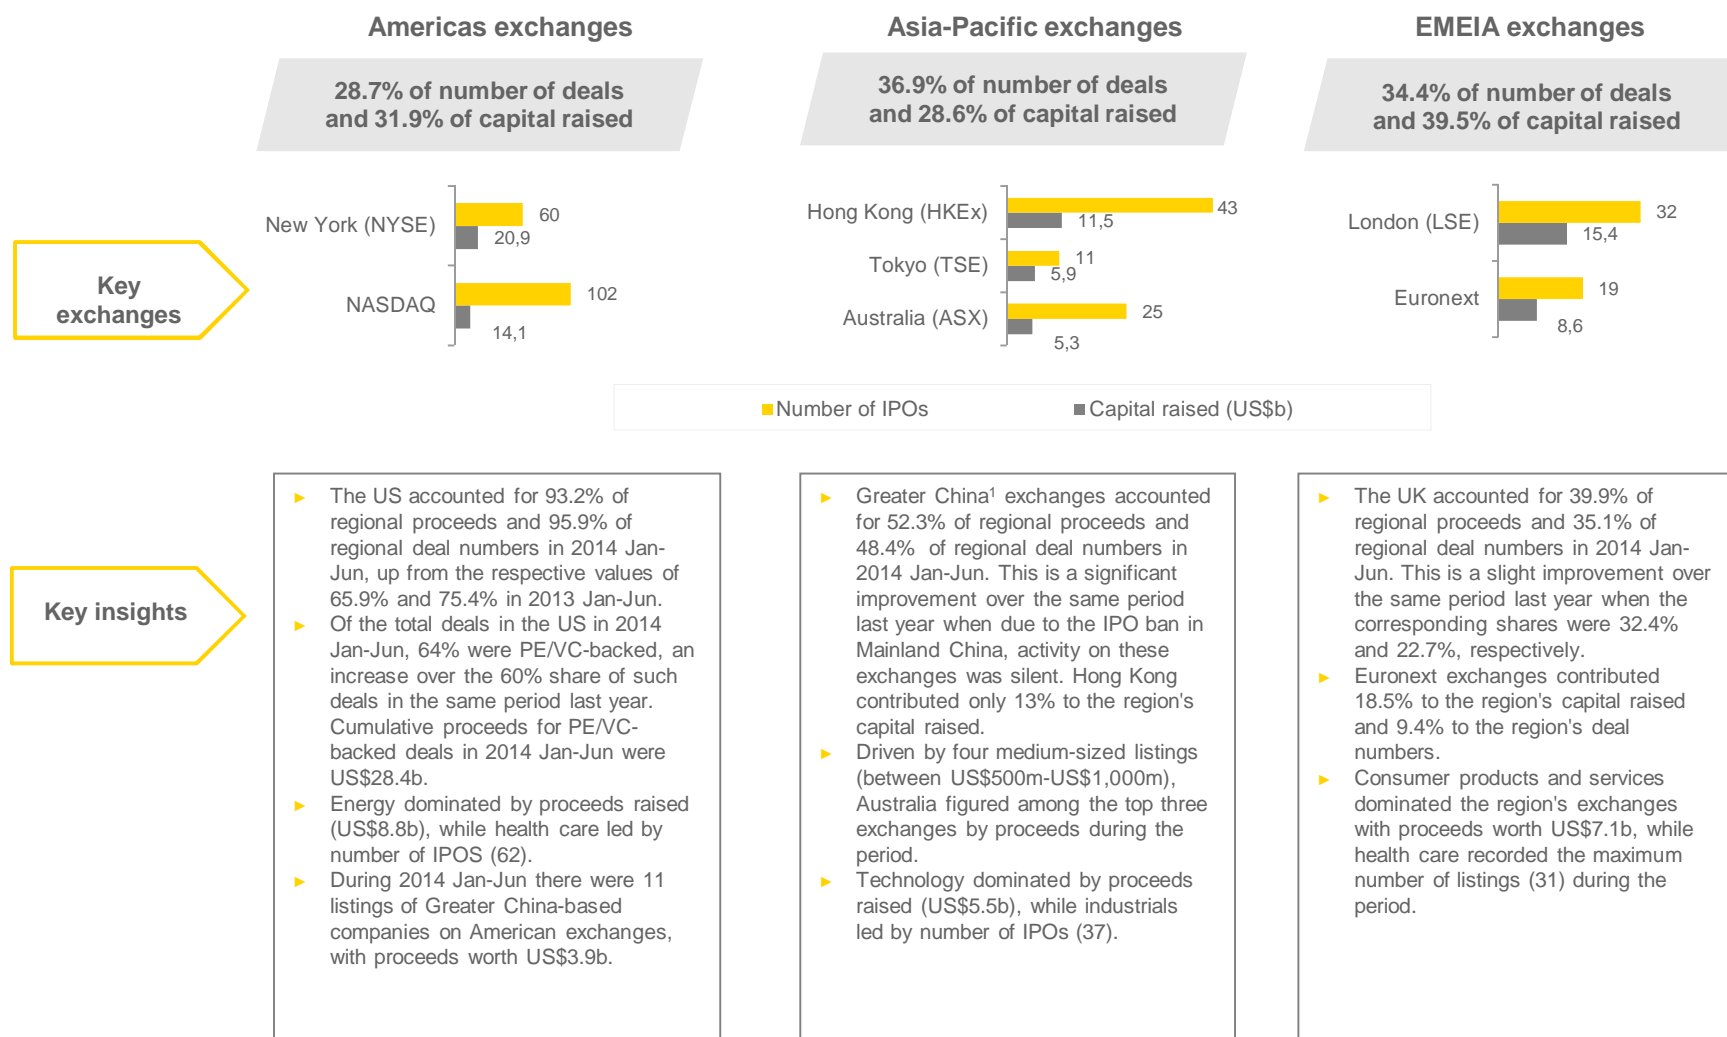 Americas exchanges
28.7% of number of deals
and 31.9% of capital raised
Asia-Pacific exchanges
36.9% of number of deals
and 28.6% of capital raised
EMEIA exchanges
34.4% of number of deals
and 39.5% of capital raised
Key
exchanges
New York (NYSE)
60
20,9
NASDAQ
102
14,1
Hong Kong (HKEx)
43
11,5
Tokyo (TSE)
11
5,9
Australia (ASX)
25
5,3
London (LSE)
32
15,4
Euronext
19
8,6
Number of IPOs
Capital raised (US$b)
Key insights
► The US accounted for 93.2% of
regional proceeds and 95.9% of
regional deal numbers in 2014 Jan-
Jun, up from the respective values of
65.9% and 75.4% in 2013 Jan-Jun.
► Of the total deals in the US in 2014
Jan-Jun, 64% were PE/VC-backed, an
increase over the 60% share of such
deals in the same period last year.
Cumulative proceeds for PE/VC-
backed deals in 2014 Jan-Jun were
US$28.4b.
► Energy dominated by proceeds raised
(US$8.8b), while health care led by
number of IPOS (62).
► During 2014 Jan-Jun there were 11
listings of Greater China-based
companies on American exchanges,
with proceeds worth US$3.9b.
► Greater China¹ exchanges accounted
for 52.3% of regional proceeds and
48.4% of regional deal numbers in
2014 Jan-Jun. This is a significant
improvement over the same period
last year when due to the IPO ban in
Mainland China, activity on these
exchanges was silent. Hong Kong
contributed only 13% to the region's
capital raised.
► Driven by four medium-sized listings
(between US$500m-US$1,000m),
Australia figured among the top three
exchanges by proceeds during the
period.
► Technology dominated by proceeds
raised (US$5.5b), while industrials
led by number of IPOs (37).
► The UK accounted for 39.9% of
regional proceeds and 35.1% of
regional deal numbers in 2014 Jan-
Jun. This is a slight improvement over
the same period last year when the
corresponding shares were 32.4%
and 22.7%, respectively.
► Euronext exchanges contributed
18.5% to the region's capital raised
and 9.4% to the region's deal
numbers.
► Consumer products and services
dominated the region's exchanges
with proceeds worth US$7.1b, while
health care recorded the maximum
number of listings (31) during the
period.